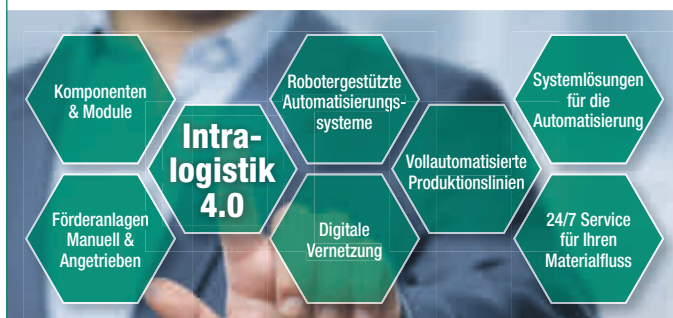 Komponenten
& Module
Förderanlagen
Manuell &
Angetrieben
Intra-
logistik
4.0
Robotergestützte
Automatisierungs-
systeme
Digitale
Vernetzung
Vollautomatisierte
Produktionslinien
Systemlösungen
für die
Automatisierung
24/7 Service
für Ihren
Materialfluss